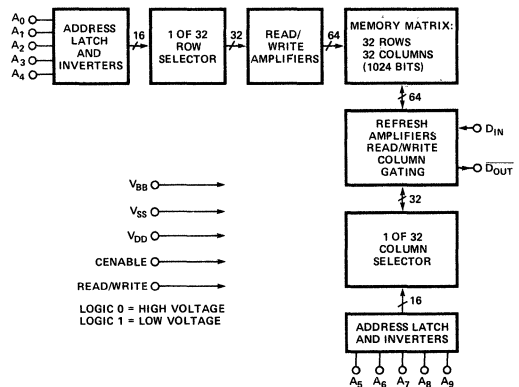 A0
A1
A2
A3
A4
ADDRESS
LATCH
AND
INVERTERS
16
1 OF 32
ROW
SELECTOR
32
READ/
WRITE
AMPLIFIERS
64
MEMORY MATRIX:
32 ROWS
32 COLUMNS
(1024 BITS)
64
REFRESH
AMPLIFIERS
READ/WRITE
COLUMN
GATING
DIN
DOUT
32
1 OF 32
COLUMN
SELECTOR
16
ADDRESS LATCH
AND INVERTERS
A5 A6 A7 A8 A9
VBB
VSS
VDD
CENABLE
READ/WRITE
LOGIC 0 = HIGH VOLTAGE
LOGIC 1 = LOW VOLTAGE